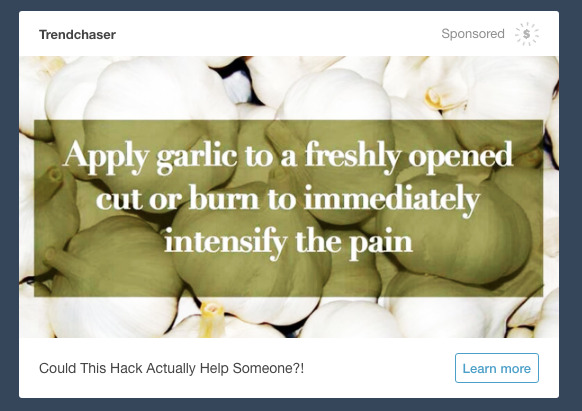 Trendchaser
Sponsored
Apply garlic to a freshly opened
cut or burn to immediately
intensify the pain
Could This Hack Actually Help Someone?!
Learn more